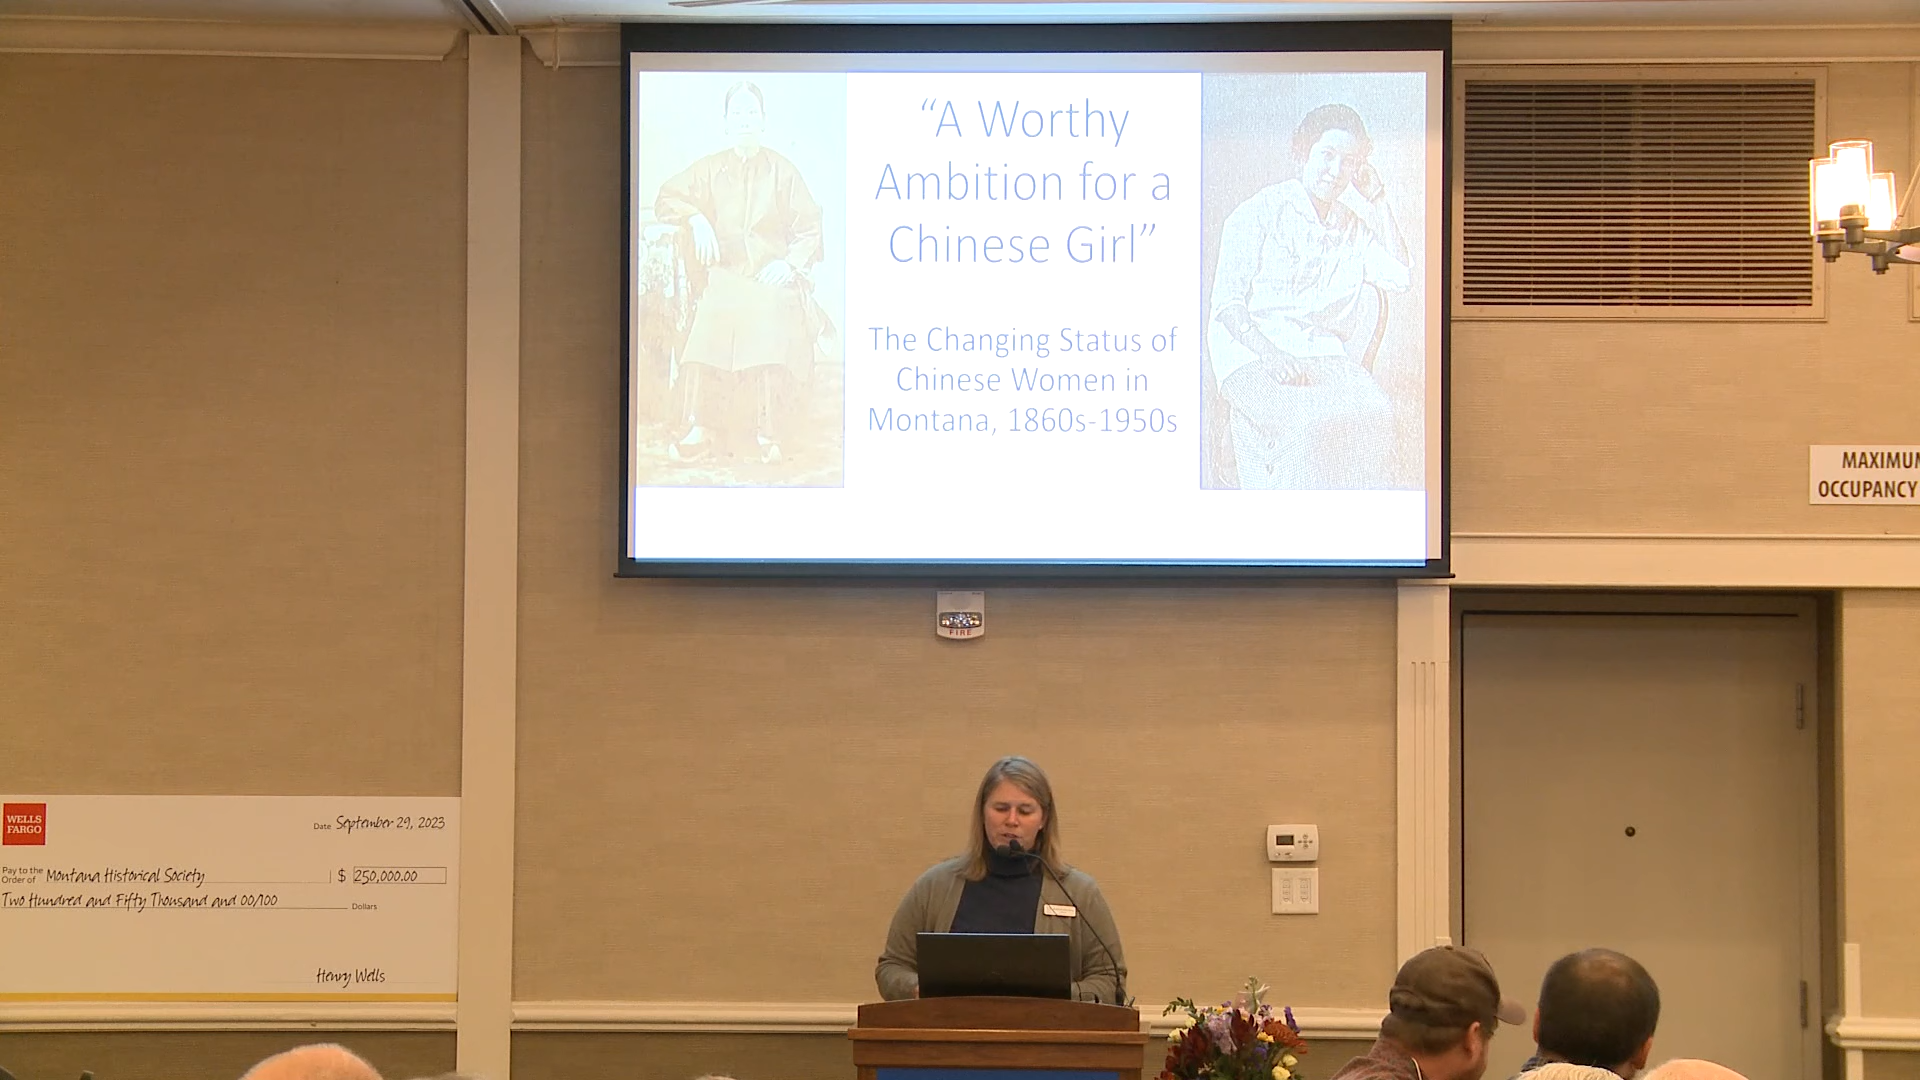 “A Worthy
Ambition for a
Chinese Girl”
The Changing Status of
Chinese Women in
Montana, 1860s-1950s
MAXIMUM
OCCUPANCY
FIRE
WELLS
FARGO
Date September 29, 2023
Pay to the
Order of Montana Historical Society $ 250,000.00
Two Hundred and Fifty Thousand and 00/100 Dollars
Henry Wells